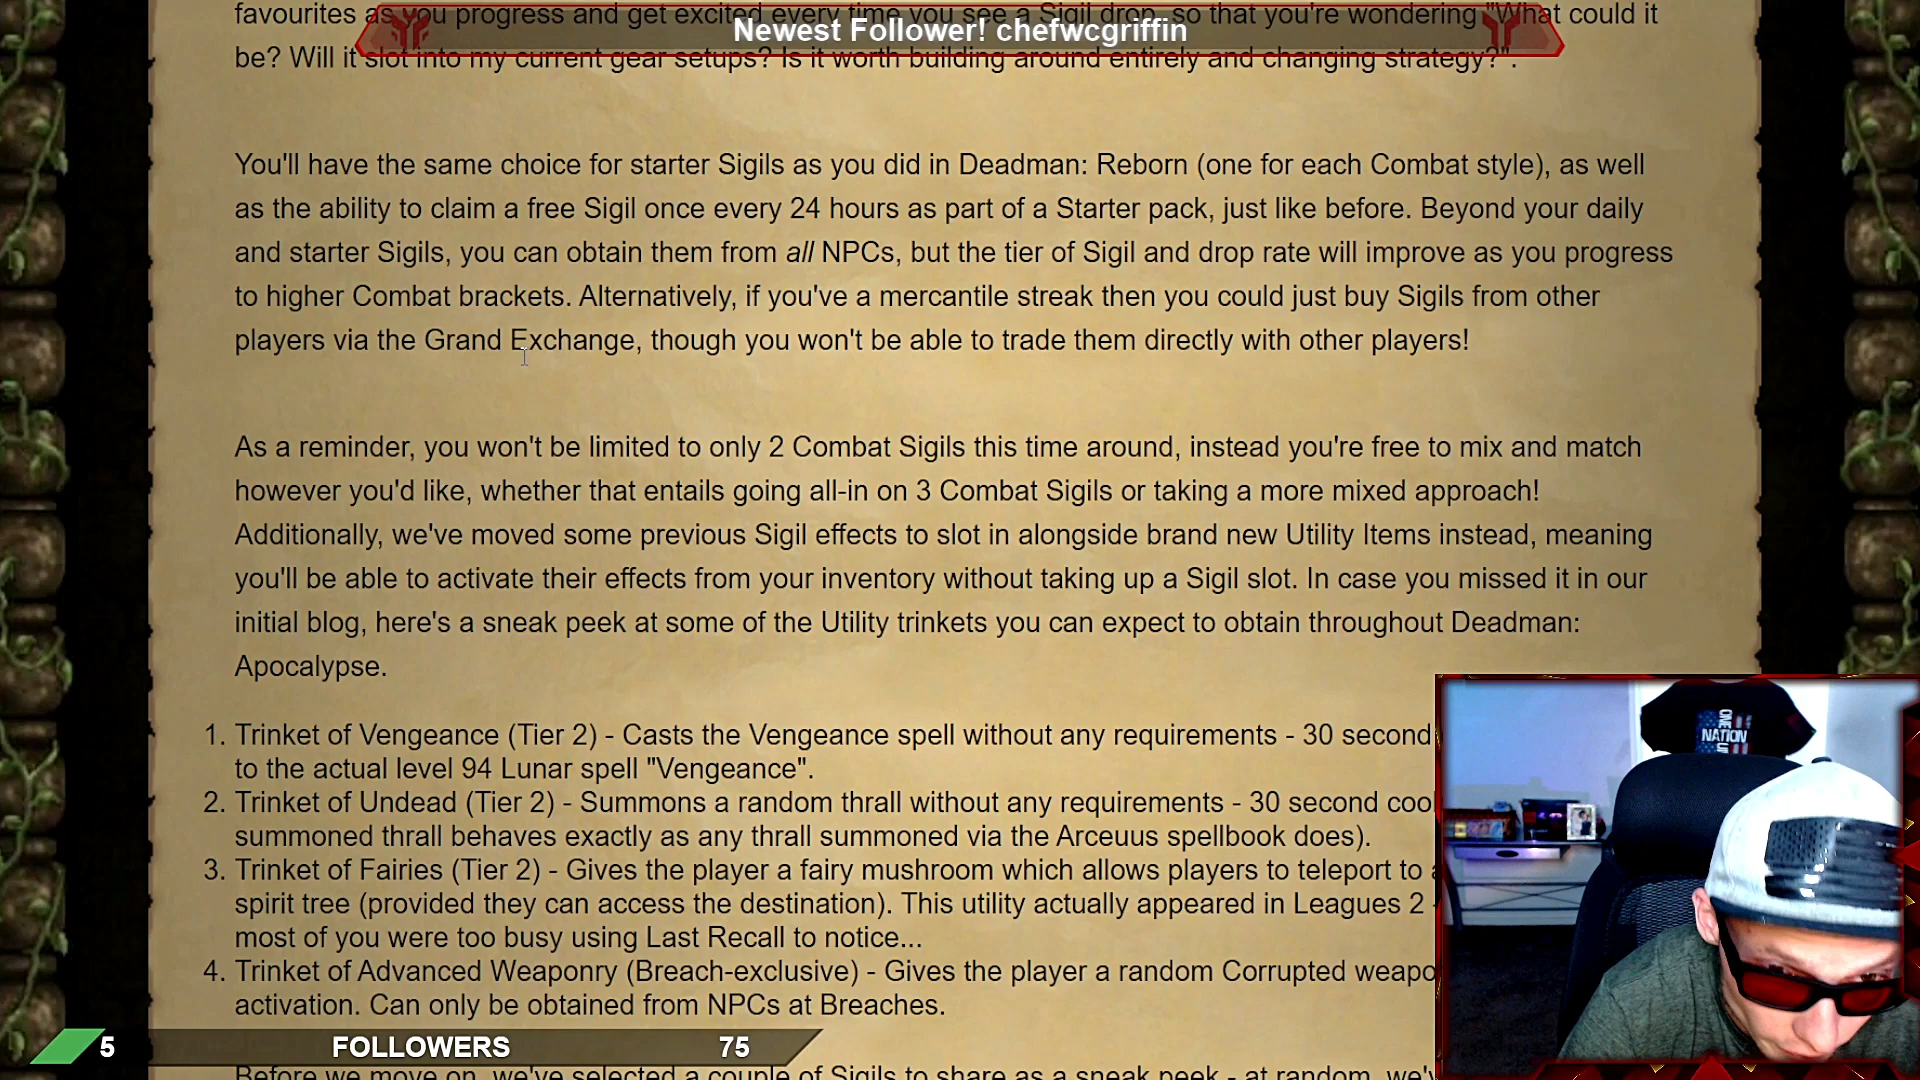 favourites as you progress and get excited every time you see a Sigil drop, so that you're wondering "What could it
Newest Follower! chefwcgriffin
be? Will it slot into my current gear setups? Is it worth building around entirely and changing strategy?".
You'll have the same choice for starter Sigils as you did in Deadman: Reborn (one for each Combat style), as well
as the ability to claim a free Sigil once every 24 hours as part of a Starter pack, just like before. Beyond your daily
and starter Sigils, you can obtain them from all NPCs, but the tier of Sigil and drop rate will improve as you progress
to higher Combat brackets. Alternatively, if you've a mercantile streak then you could just buy Sigils from other
players via the Grand Exchange, though you won't be able to trade them directly with other players!
As a reminder, you won't be limited to only 2 Combat Sigils this time around, instead you're free to mix and match
however you'd like, whether that entails going all-in on 3 Combat Sigils or taking a more mixed approach!
Additionally, we've moved some previous Sigil effects to slot in alongside brand new Utility Items instead, meaning
you'll be able to activate their effects from your inventory without taking up a Sigil slot. In case you missed it in our
initial blog, here's a sneak peek at some of the Utility trinkets you can expect to obtain throughout Deadman:
Apocalypse.
1. Trinket of Vengeance (Tier 2) - Casts the Vengeance spell without any requirements - 30 second
to the actual level 94 Lunar spell "Vengeance".
2. Trinket of Undead (Tier 2) - Summons a random thrall without any requirements - 30 second coo
summoned thrall behaves exactly as any thrall summoned via the Arceuus spellbook does).
3. Trinket of Fairies (Tier 2) - Gives the player a fairy mushroom which allows players to teleport to
spirit tree (provided they can access the destination). This utility actually appeared in Leagues 2
most of you were too busy using Last Recall to notice...
4. Trinket of Advanced Weaponry (Breach-exclusive) - Gives the player a random Corrupted weapo
activation. Can only be obtained from NPCs at Breaches.
5 FOLLOWERS 75
Before we move on, we've selected a couple of Sigils to share as a sneak peek - at random, we'v
ONE
NATION